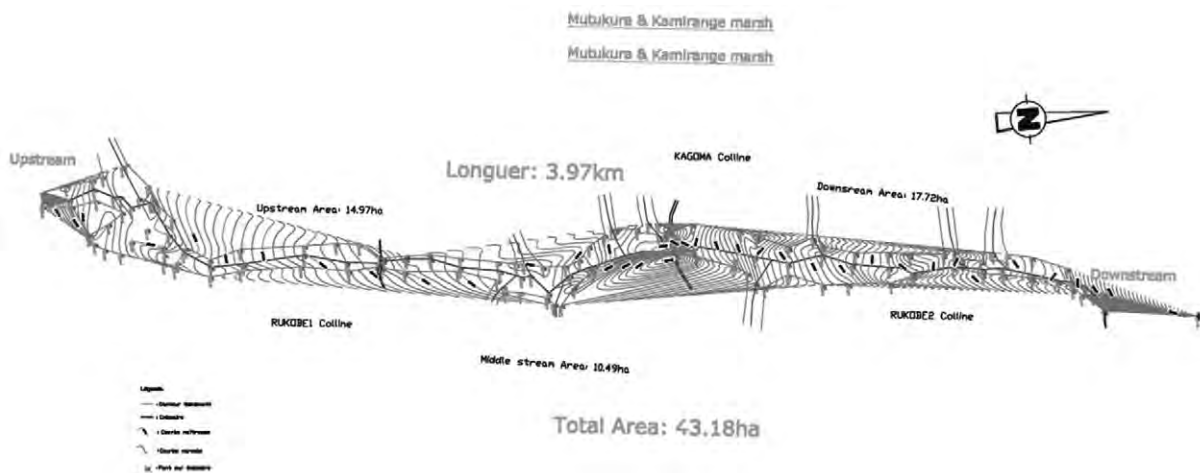 Mutukura & Kamirange marsh
Mutukura & Kamirange marsh
N
KAGOMA Colline
Upstream
Longuer: 3.97km
Downsream Area: 17.72ha
Upstream Area: 14.97ha
Downstream
RUKOBE1 Colline
RUKOBE2 Colline
Middle stream Area: 10.49ha
Total Area: 43.18ha